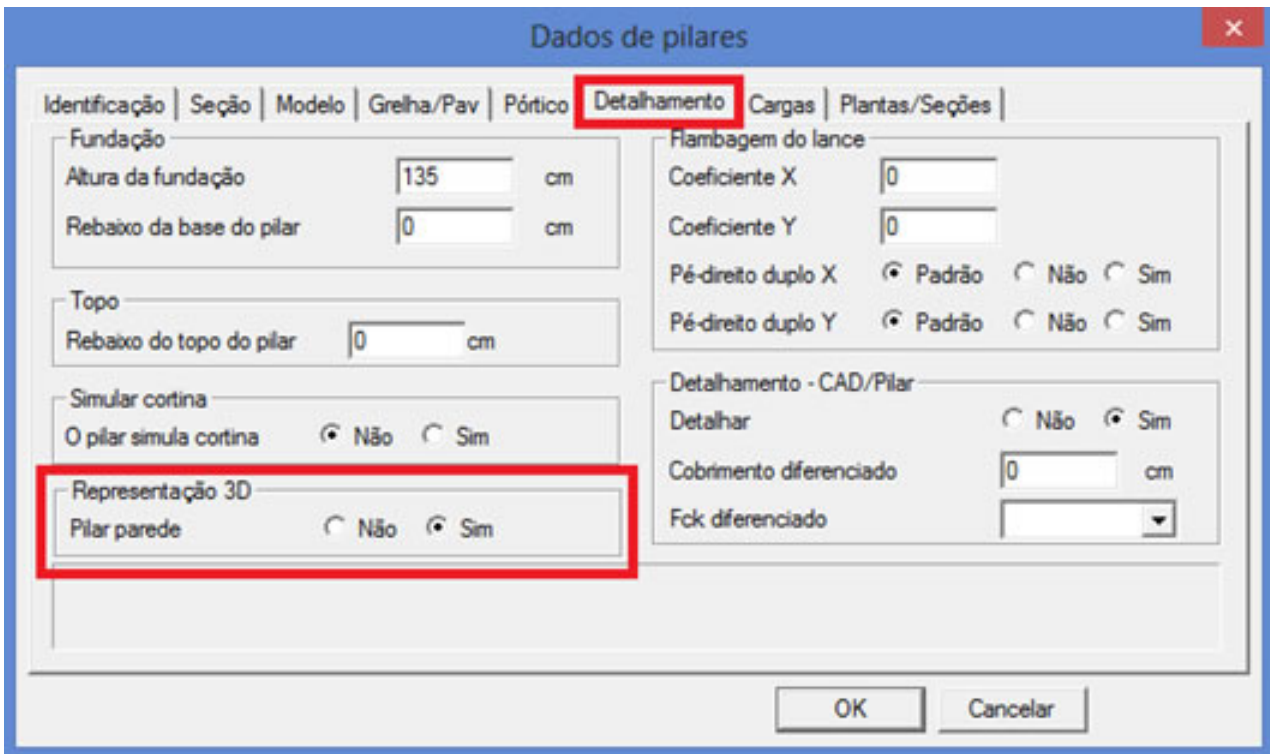 Dados de pilares
Identificação Seção Modelo Grelha/Pav Pórtico Detalhamento Cargas Plantas/Seções
Fundação
Altura da fundação 135 cm
Rebaixo da base do pilar 0 cm
Topo
Rebaixo do topo do pilar 0 cm
Simular cortina
O pilar simula cortina Não Sim
Representação 3D
Pilar parede Não Sim
Flambagem do lance
Coeficiente X 0
Coeficiente Y 0
Pé-direito duplo X Padrão Não Sim
Pé-direito duplo Y Padrão Não Sim
Detalhamento - CAD/Pilar
Detalhar Não Sim
Cobrimento diferenciado 0 cm
Fck diferenciado
OK Cancelar